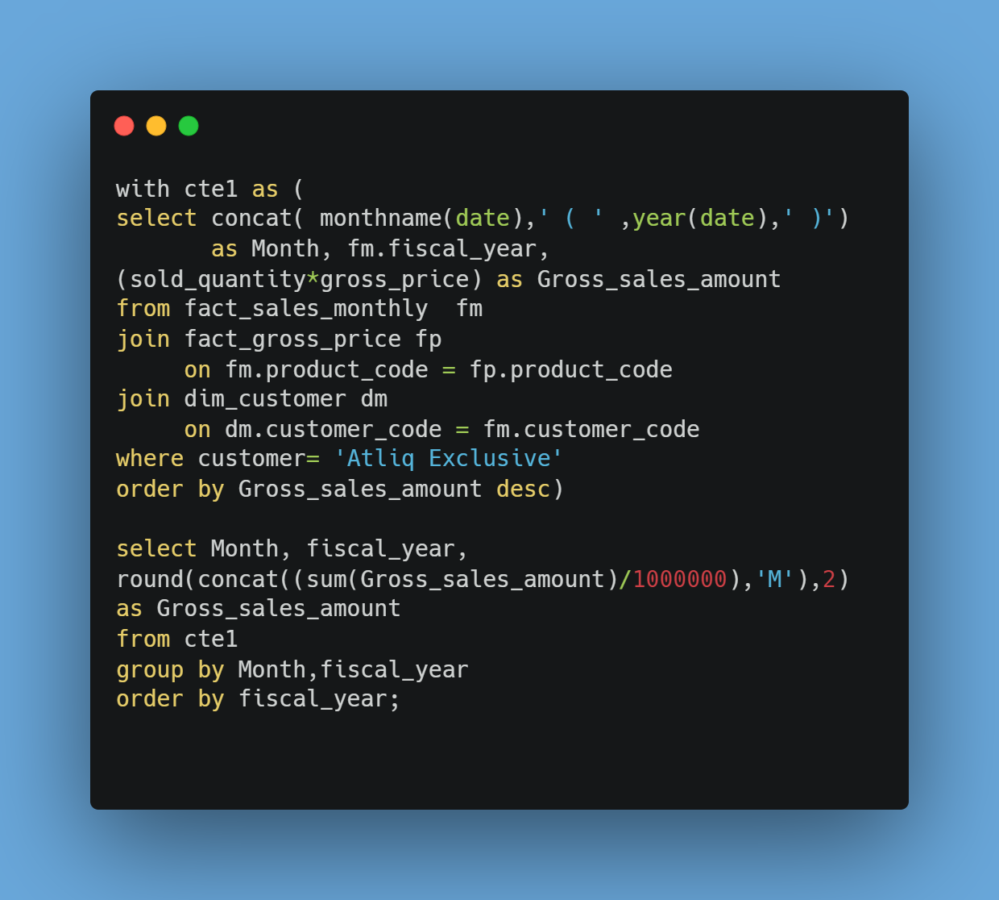 with cte1 as (
select concat( monthname(date),' ( ' ,year(date),' )')
       as Month, fm.fiscal_year,
(sold_quantity*gross_price) as Gross_sales_amount
from fact_sales_monthly  fm
join fact_gross_price fp
     on fm.product_code = fp.product_code
join dim_customer dm
     on dm.customer_code = fm.customer_code
where customer= 'Atliq Exclusive'
order by Gross_sales_amount desc)

select Month, fiscal_year,
round(concat((sum(Gross_sales_amount)/1000000),'M'),2)
as Gross_sales_amount
from cte1
group by Month,fiscal_year
order by fiscal_year;